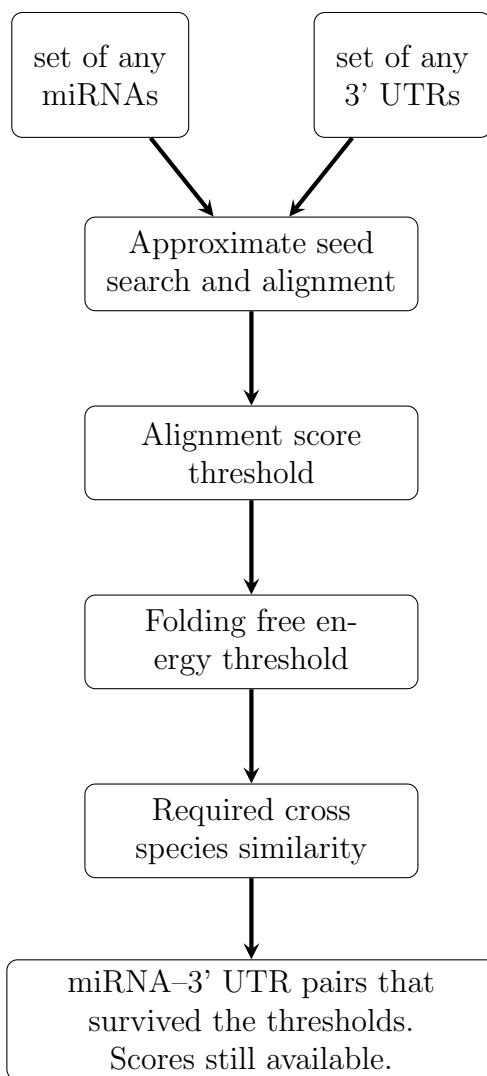 set of any
miRNAs
set of any
3' UTRs
Approximate seed
search and alignment
Alignment score
threshold
Folding free en-
ergy threshold
Required cross
species similarity
miRNA–3' UTR pairs that
survived the thresholds.
Scores still available.